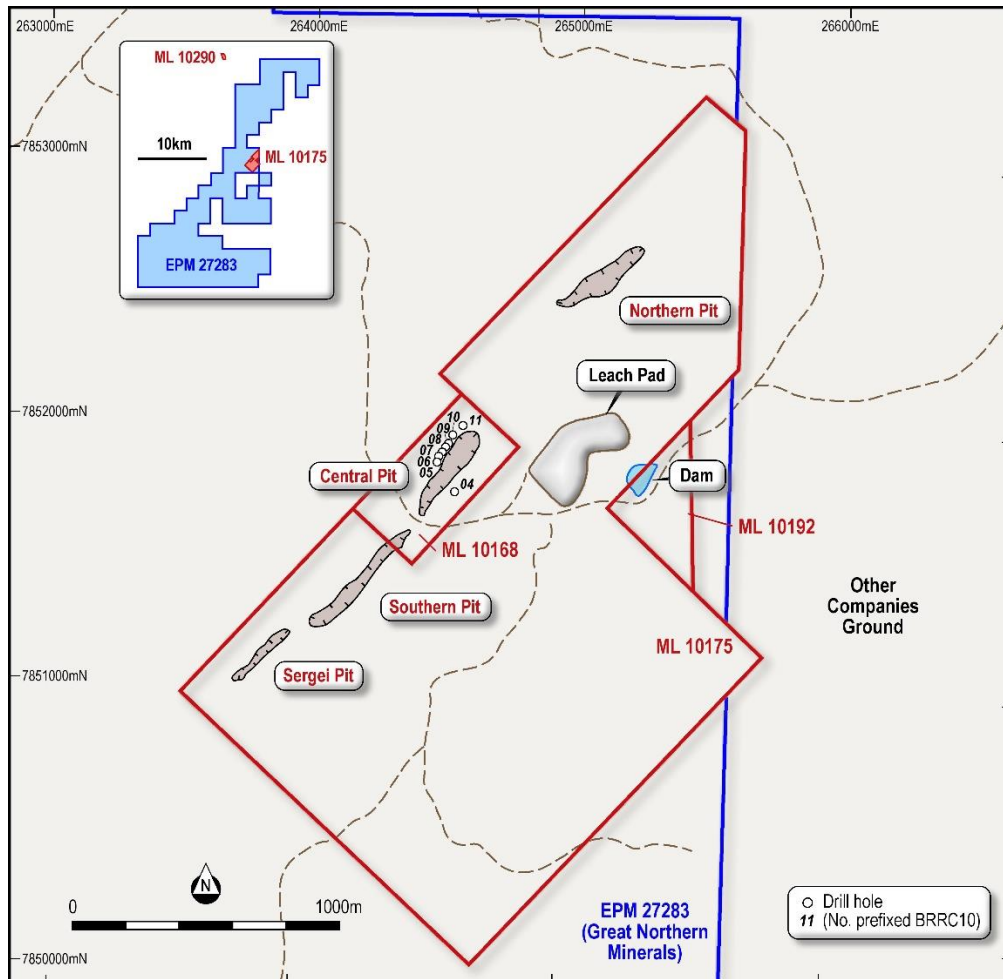 263000mE
264000mE
265000mE
266000mE
ML 10290
10km
ML 10175
EPM 27283
7853000mN
Northern Pit
Leach Pad
7852000mN
10
11
09
08
07
06
05
04
Central Pit
Dam
ML 10192
ML 10168
Other
Companies
Ground
Southern Pit
ML 10175
Sergei Pit
7851000mN
N
0
1000m
EPM 27283
(Great Northern
Minerals)
Drill hole
11 (No. prefixed BRRC10)
7850000mN